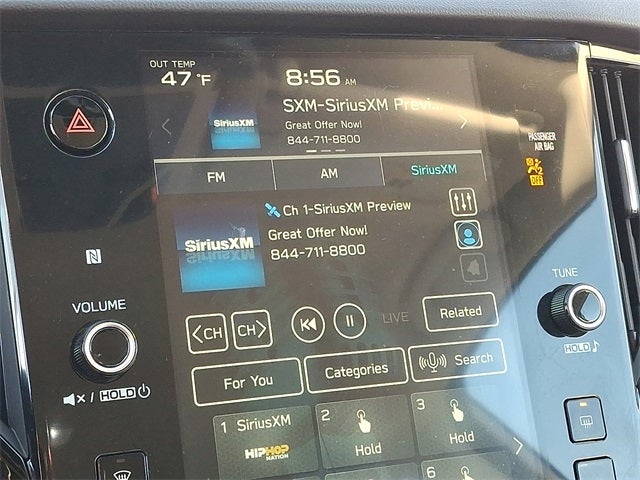 OUT TEMP
47 °F
8:56 AM
SXM-SiriusXM Previ...
SiriusXM
Great Offer Now!
844-711-8800
PASSENGER
AIR BAG
OFF
FM
AM
SiriusXM
Ch 1-SiriusXM Preview
SiriusXM
Great Offer Now!
844-711-8800
VOLUME
HOLD
TUNE
HOLD
<CH
CH>
LIVE
Related
For You
Categories
Search
1 SiriusXM
HIPHOP
NATION
2
Hold
3
Hold
6